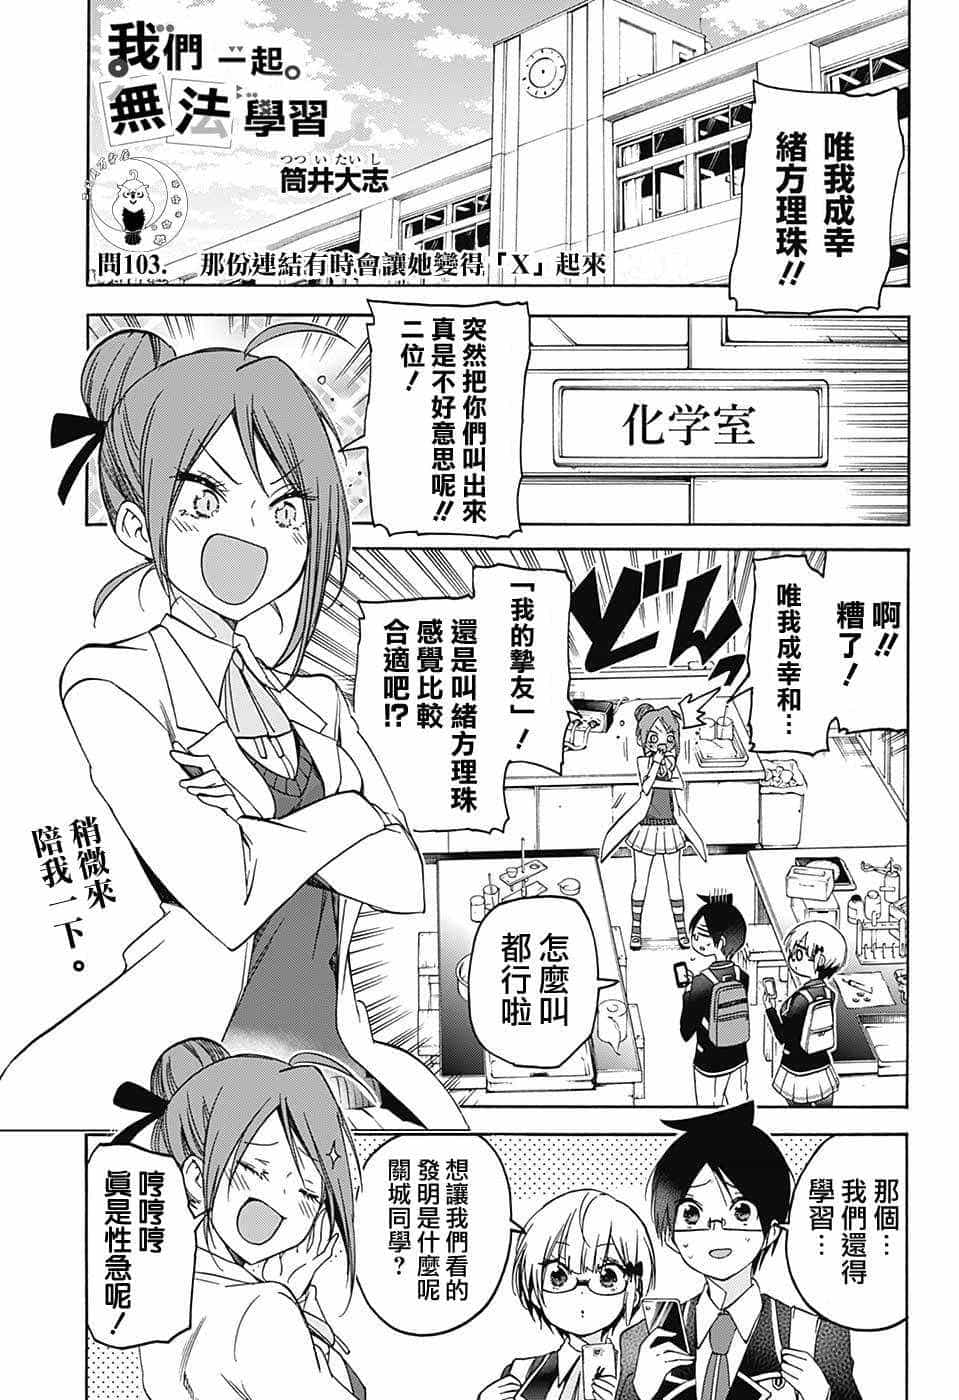 我們一起。
無法學習
つつ い たい し
筒井大志
問103. 那份連結有時會讓她變得「X」起來
唯我成幸
緒方理珠!!
化学室
突然把你們叫出來
真是不好意思呢!!
二位！
啊!!
糟了！
唯我成幸和…
どどんっ
「我的摯友」！
還是叫緒方理珠
感覺比較
合適吧!?
稍微來
陪我一下。
怎麼叫
都行啦
那個…
我們還得
學習…
想讓我們看的
發明是什麼呢
關城同學？
哼哼哼
真是性急呢！